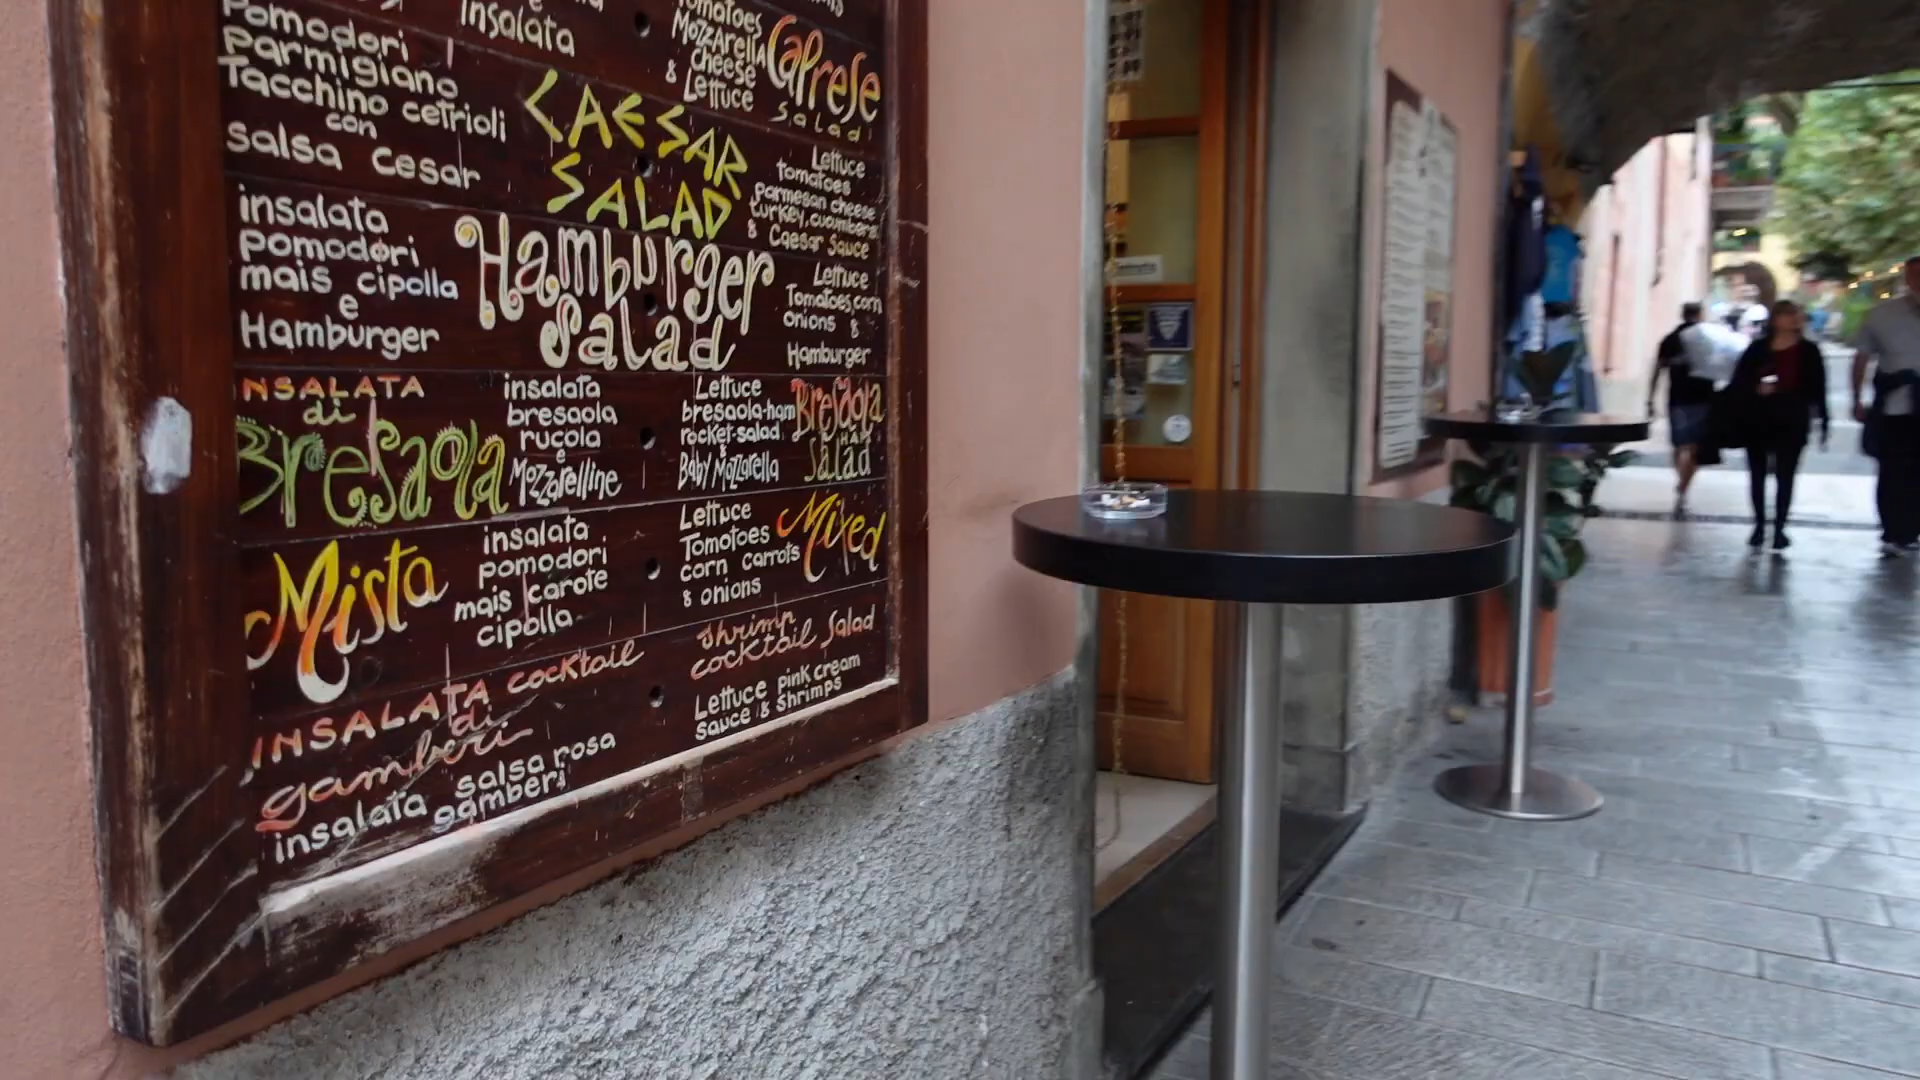 insalata
Pomodori
parmigiano
Tacchino cetrioli
con
salsa cesar
CAESAR
SALAD
Tomatoes
MozzArellA
cheese
& Lettuce
CaPrese
Salad
Lettuce
tomatoes
parmesan cheese
turkey, cucumbers
& Caesar Sauce
insalata
pomodori
mais cipolla
e
Hamburger
Hamburger
Salad
Lettuce
Tomatoes, corn
onions &
Hamburger
INSALATA
di
Bresaola
insalata
bresaola
rucola
e
Mozzarelline
Lettuce
bresaola-ham
rocket-salad
Baby Mozzarella
Bresaola
HAM
Salad
Mista
insalata
pomodori
mais carote
cipolla
Lettuce
Tomotoes
corn carrots
& onions
Mixed
INSALATA cocktail
di
gamberi
insalata salsa rosa
gamberi
shrimp
cocktail Salad
Lettuce pink cream
sauce & shrimps